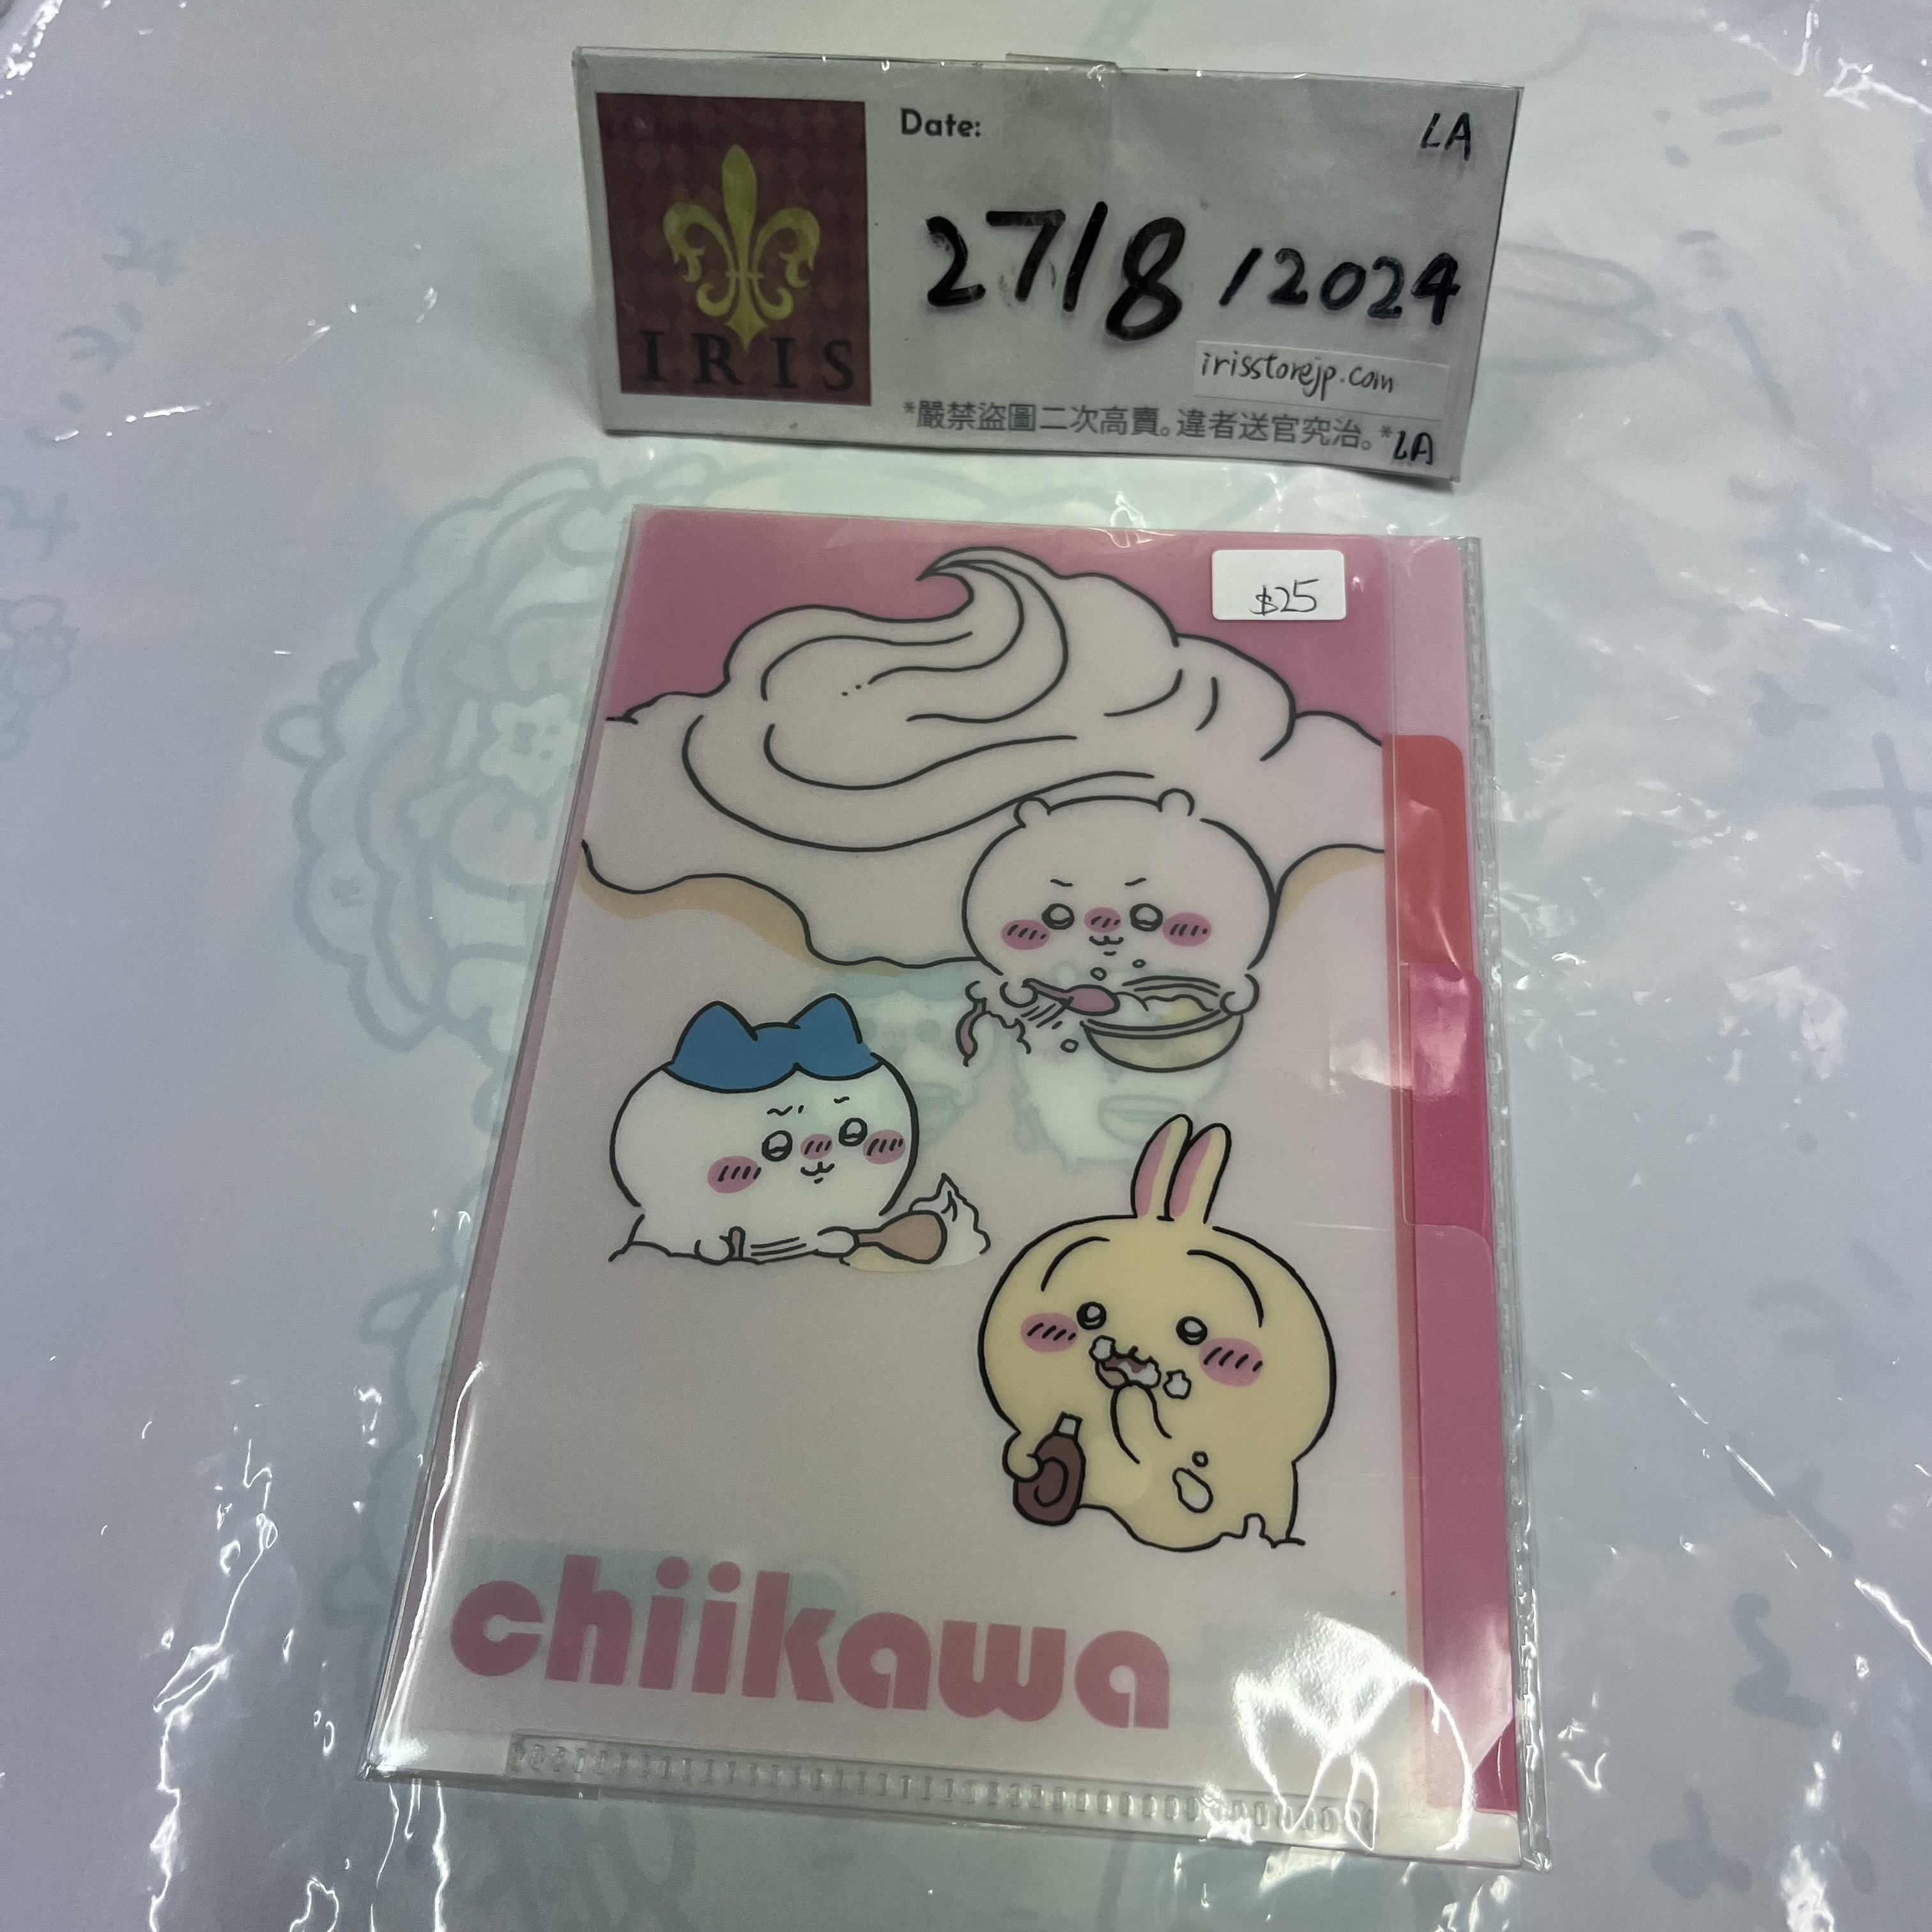 Date:
LA
27/8/2024
IRIS
irisstorejp.com
*嚴禁盜圖二次高賣。違者送官究治。*
LA
$25
chiikawa